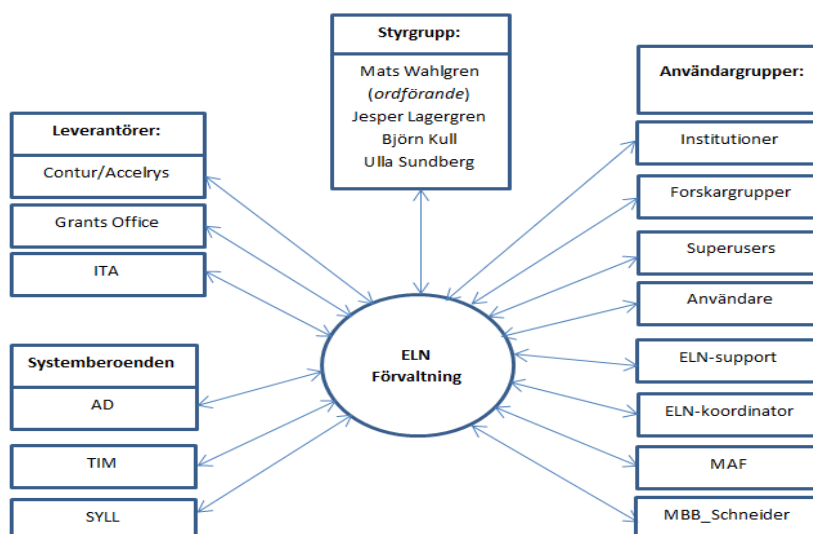 Styrgrupp:
Mats Wahlgren
(ordförande)
Jesper Lagergren
Björn Kull
Ulla Sundberg
Leverantörer:
Contur/Accelrys
Grants Office
ITA
Systemberoenden
AD
TIM
SYLL
ELN
Förvaltning
Användargrupper:
Institutioner
Forskargrupper
Superusers
Användare
ELN-support
ELN-koordinator
MAF
MBB_Schneider